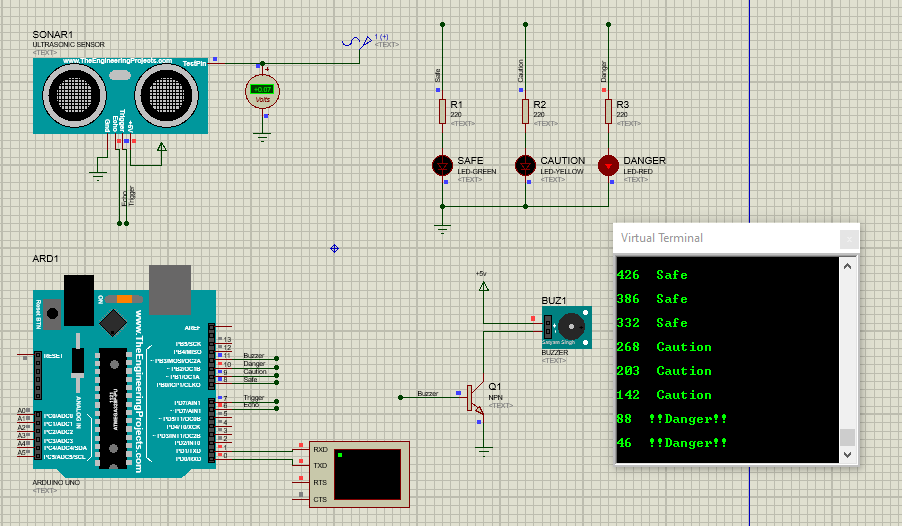 SONAR1
ULTRASONIC SENSOR
<TEXT>
www.TheEngineeringProjects.com
TestPin
Gnd
Echo
Trigger
+5V
Echo
Trigger
1 (+)
<TEXT>
+
+0.07
Volts
-
Safe
Caution
Danger
R1
220
<TEXT>
R2
220
<TEXT>
R3
220
<TEXT>
SAFE
LED-GREEN
<TEXT>
CAUTION
LED-YELLOW
<TEXT>
DANGER
LED-RED
<TEXT>
Virtual Terminal
426 Safe
386 Safe
332 Safe
268 Caution
203 Caution
142 Caution
88 !!Danger!!
46 !!Danger!!
ARD1
Reset BTN
ON
www.TheEngineeringProjects.com
ANALOG IN
RESET
AREF
PB5/SCK
PB4/MISO
~ PB3/MOSI/OC2A
~ PB2/OC1B
~ PB1/OC1A
PB0/ICP1/CLKO
PD7/AIN1
~ PD6/AIN0
~ PD5/T1/OC0B
PD4/T0/XCK
~ PD3/INT1/OC2B
PD2/INT0
PD1/TXD
PD0/RXD
13
12
11
10
9
8
7
6
5
4
3
2
1
0
Buzzer
Danger
Caution
Safe
Trigger
Echo
A0
A1
A2
A3
A4
A5
PC0/ADC0
PC1/ADC1
PC2/ADC2
PC3/ADC3
PC4/ADC4/SDA
PC5/ADC5/SCL
ARDUINO UNO
<TEXT>
RXD
TXD
RTS
CTS
+5v
BUZ1
+
-
Satyam Singh
BUZZER
<TEXT>
Buzzer
Q1
NPN
<TEXT>